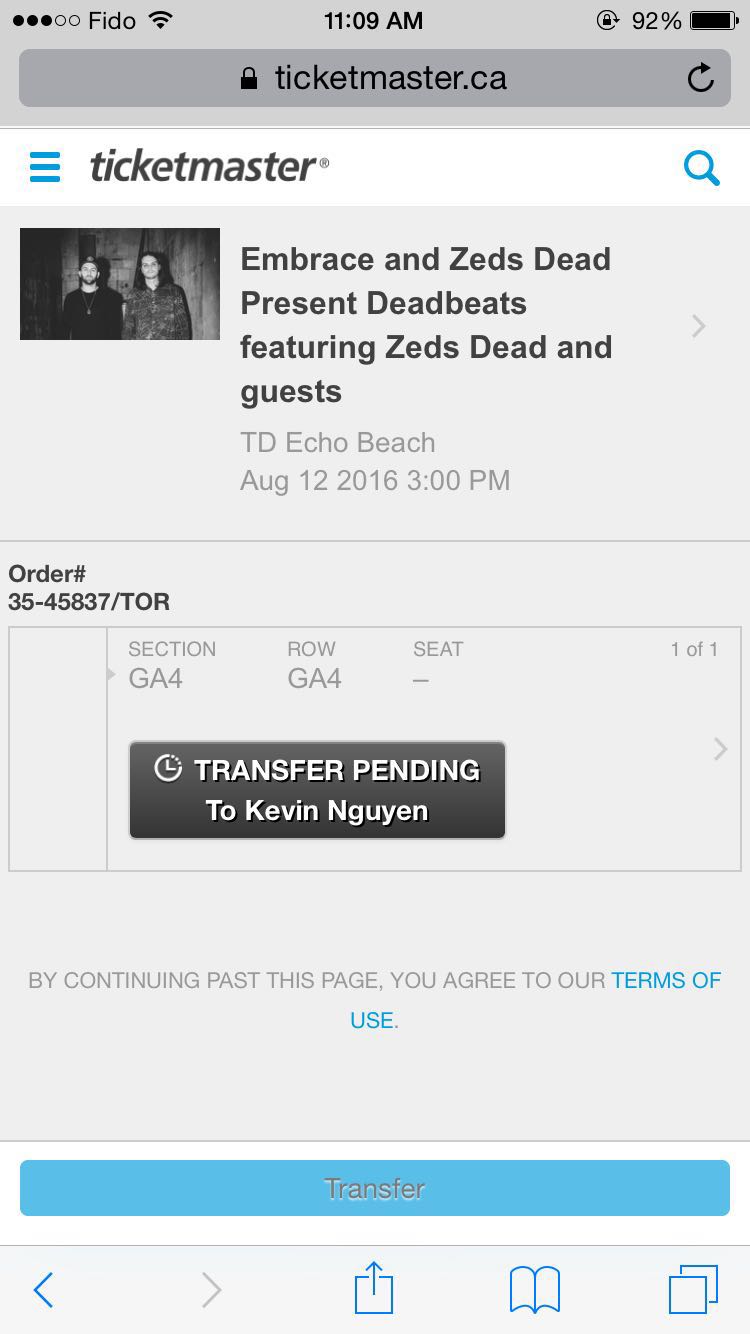 Fido 11:09 AM 92%
ticketmaster.ca
ticketmaster®
Embrace and Zeds Dead
Present Deadbeats
featuring Zeds Dead and
guests
TD Echo Beach
Aug 12 2016 3:00 PM
Order#
35-45837/TOR
SECTION ROW SEAT 1 of 1
GA4 GA4 –
TRANSFER PENDING
To Kevin Nguyen
BY CONTINUING PAST THIS PAGE, YOU AGREE TO OUR TERMS OF
USE.
Transfer